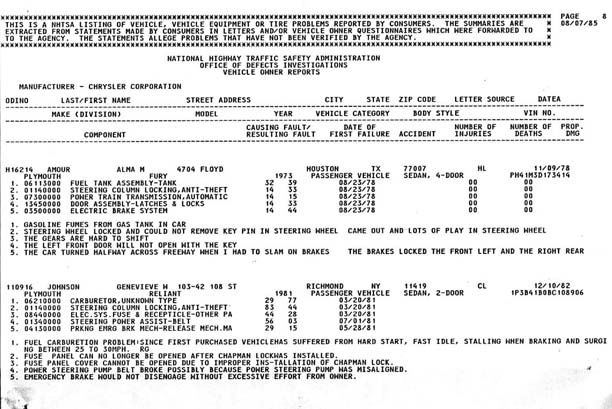 THIS IS A NHTSA LISTING OF VEHICLE, VEHICLE EQUIPMENT OR TIRE PROBLEMS REPORTED BY CONSUMERS. THE SUMMARIES ARE * PAGE 8
EXTRACTED FROM STATEMENTS MADE BY CONSUMERS IN LETTERS AND/OR VEHICLE OWNER QUESTIONNAIRES WHICH WERE FORWARDED TO * 08/07/85
TO THE AGENCY. THE STATEMENTS ALLEGE PROBLEMS THAT HAVE NOT BEEN VERIFIED BY THE AGENCY. *
NATIONAL HIGHWAY TRAFFIC SAFETY ADMINISTRATION
OFFICE OF DEFECTS INVESTIGATIONS
VEHICLE OWNER REPORTS
MANUFACTURER - CHRYSLER CORPORATION
ODINO LAST/FIRST NAME STREET ADDRESS CITY STATE ZIP CODE LETTER SOURCE DATEA
MAKE (DIVISION) MODEL YEAR VEHICLE CATEGORY BODY STYLE VIN NO.
CAUSING FAULT/ DATE OF NUMBER OF NUMBER OF PROP.
COMPONENT RESULTING FAULT FIRST FAILURE ACCIDENT INJURIES DEATHS DMG
H16214 AMOUR ALMA M 4704 FLOYD HOUSTON TX 77007 HL 11/09/78
PLYMOUTH FURY 1973 PASSENGER VEHICLE SEDAN, 4-DOOR PH41M3D173414
1. 06113000 FUEL TANK ASSEMBLY-TANK 32 39 08/23/78 00 00
2. 01140000 STEERING COLUMN LOCKING,ANTI-THEFT 14 33 08/23/78 00 00
3. 07300000 POWER TRAIN TRANSMISSION,AUTOMATIC 14 15 08/23/78 00 00
4. 13450000 DOOR ASSEMBLY-LATCHES & LOCKS 14 33 08/23/78 00 00
5. 03500000 ELECTRIC BRAKE SYSTEM 14 44 08/23/78 00 00
1. GASOLINE FUMES FROM GAS TANK IN CAR
2. STEERING WHEEL LOCKED AND COULD NOT REMOVE KEY PIN IN STEERING WHEEL CAME OUT AND LOTS OF PLAY IN STEERING WHEEL
3. THE GEARS ARE HARD TO SHIFT
4. THE LEFT FRONT DOOR WILL NOT OPEN WITH THE KEY
5. THE CAR TURNED HALFWAY ACROSS FREEWAY WHEN I HAD TO SLAM ON BRAKES THE BRAKES LOCKED THE FRONT LEFT AND THE RIGHT REAR
110916 JOHNSON GENEVIEVE W 103-42 108 ST RICHMOND NY 11419 CL 12/10/82
PLYMOUTH RELIANT 1981 PASSENGER VEHICLE SEDAN, 2-DOOR 1P3B41B0BC108906
1. 06210000 CARBURETOR,UNKNOWN TYPE 29 77 03/20/81
2. 01140000 STEERING COLUMN LOCKING,ANTI-THEFT 83 44 03/20/81
3. 08440000 ELEC.SYS.FUSE & RECEPTICLE-OTHER PA 44 28 03/20/81
4. 01340000 STEERING POWER ASSIST-BELT 56 03 07/01/81
5. 04130000 PRKNG EMRG BRK MECH-RELEASE MECH.MA 29 15 05/28/81
1. FUEL CARBURETION PROBLEM:SINCE FIRST PURCHASED VEHICLEHAS SUFFERED FROM HARD START, FAST IDLE, STALLING WHEN BRAKING AND SURGI
NG BETWEEN 25 TO 30MPH. RG
2. FUSE PANEL CAN NO LONGER BE OPENED AFTER CHAPMAN LOCKWAS INSTALLED.
3. FUSE PANEL COVER CANNOT BE OPENED DUE TO IMPROPER INS-TALLATION OF CHAPMAN LOCK.
4. POWER STEERING PUMP BELT BROKE POSSIBLY BECAUSE POWER STEERING PUMP WAS MISALIGNED.
5. EMERGENCY BRAKE WOULD NOT DISENGAGE WITHOUT EXCESSIVE EFFORT FROM OWNER.